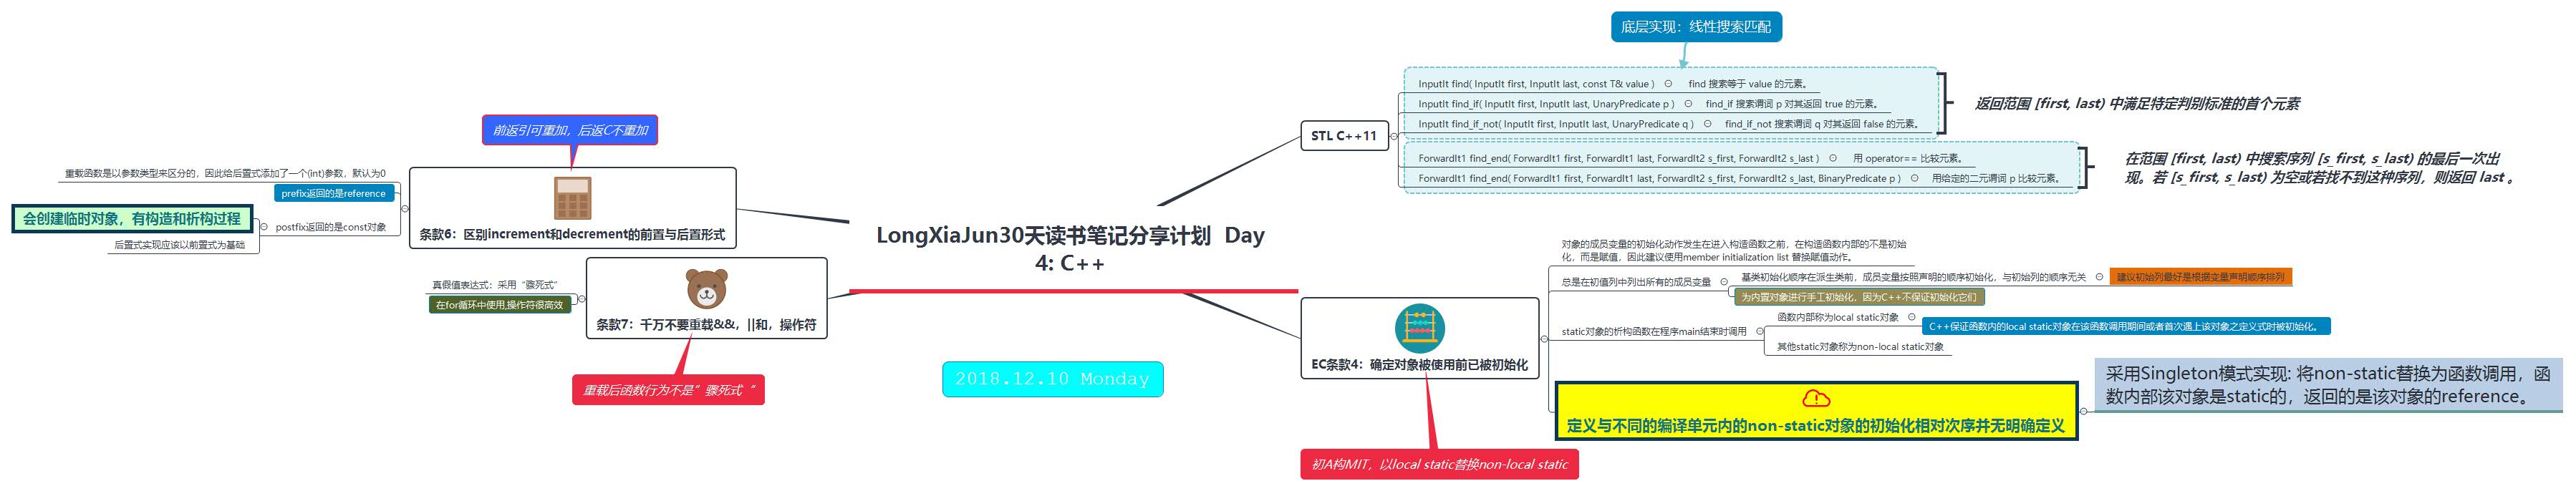 LongXiaJun30天读书笔记分享计划 Day
4: C++
2018.12.10 Monday
前返引可重加，后返C不重加
条款6：区别increment和decrement的前置与后置形式
重载函数是以参数类型来区分的，因此给后置式添加了一个(int)参数，默认为0
prefix返回的是reference
postfix返回的是const对象
会创建临时对象，有构造和析构过程
后置式实现应该以前置式为基础
条款7：千万不要重载&&，||和，操作符
真假值表达式：采用“骤死式”
在for循环中使用,操作符很高效
重载后函数行为不是”骤死式“
STL C++11
底层实现：线性搜索匹配
InputIt find( InputIt first, InputIt last, const T& value )
find 搜索等于 value 的元素。
InputIt find_if( InputIt first, InputIt last, UnaryPredicate p )
find_if 搜索谓词 p 对其返回 true 的元素。
InputIt find_if_not( InputIt first, InputIt last, UnaryPredicate q )
find_if_not 搜索谓词 q 对其返回 false 的元素。
返回范围 [first, last) 中满足特定判别标准的首个元素
ForwardIt1 find_end( ForwardIt1 first, ForwardIt1 last, ForwardIt2 s_first, ForwardIt2 s_last )
用 operator== 比较元素。
ForwardIt1 find_end( ForwardIt1 first, ForwardIt1 last, ForwardIt2 s_first, ForwardIt2 s_last, BinaryPredicate p )
用给定的二元谓词 p 比较元素。
在范围 [first, last) 中搜索序列 [s_first, s_last) 的最后一次出
现。若 [s_first, s_last) 为空或若找不到这种序列，则返回 last 。
EC条款4：确定对象被使用前已被初始化
对象的成员变量的初始化动作发生在进入构造函数之前，在构造函数内部的不是初始
化，而是赋值，因此建议使用member initialization list 替换赋值动作。
总是在初值列中列出所有的成员变量
基类初始化顺序在派生类前，成员变量按照声明的顺序初始化，与初始列的顺序无关
建议初始列最好是根据变量声明顺序排列
为内置对象进行手工初始化，因为C++不保证初始化它们
static对象的析构函数在程序main结束时调用
函数内部称为local static对象
C++保证函数内的local static对象在该函数调用期间或者首次遇上该对象之定义式时被初始化。
其他static对象称为non-local static对象
定义与不同的编译单元内的non-static对象的初始化相对次序并无明确定义
采用Singleton模式实现: 将non-static替换为函数调用，函
数内部该对象是static的，返回的是该对象的reference。
初A构MIT，以local static替换non-local static